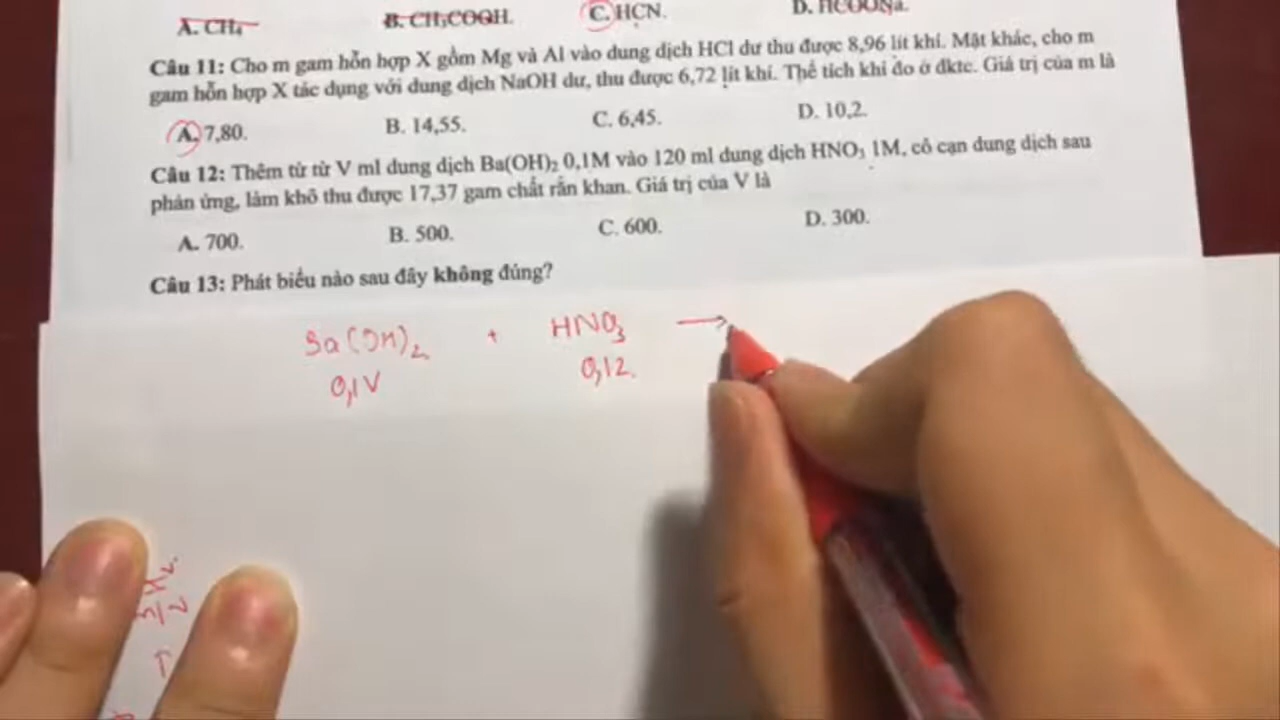 A. CH₄ B. CH₃COOH. C. HCN. D. HCOONa.
Câu 11: Cho m gam hỗn hợp X gồm Mg và Al vào dung dịch HCl dư thu được 8,96 lít khí. Mặt khác, cho m
gam hỗn hợp X tác dụng với dung dịch NaOH dư, thu được 6,72 lít khí. Thể tích khí đo ở đktc. Giá trị của m là
A. 7,80. B. 14,55. C. 6,45. D. 10,2.
Câu 12: Thêm từ từ V ml dung dịch Ba(OH)₂ 0,1M vào 120 ml dung dịch HNO₃ 1M, cô cạn dung dịch sau
phản ứng, làm khô thu được 17,37 gam chất rắn khan. Giá trị của V là
A. 700. B. 500. C. 600. D. 300.
Câu 13: Phát biểu nào sau đây không đúng?
Ba(OH)₂ + HNO₃ →
0,1V 0,12.